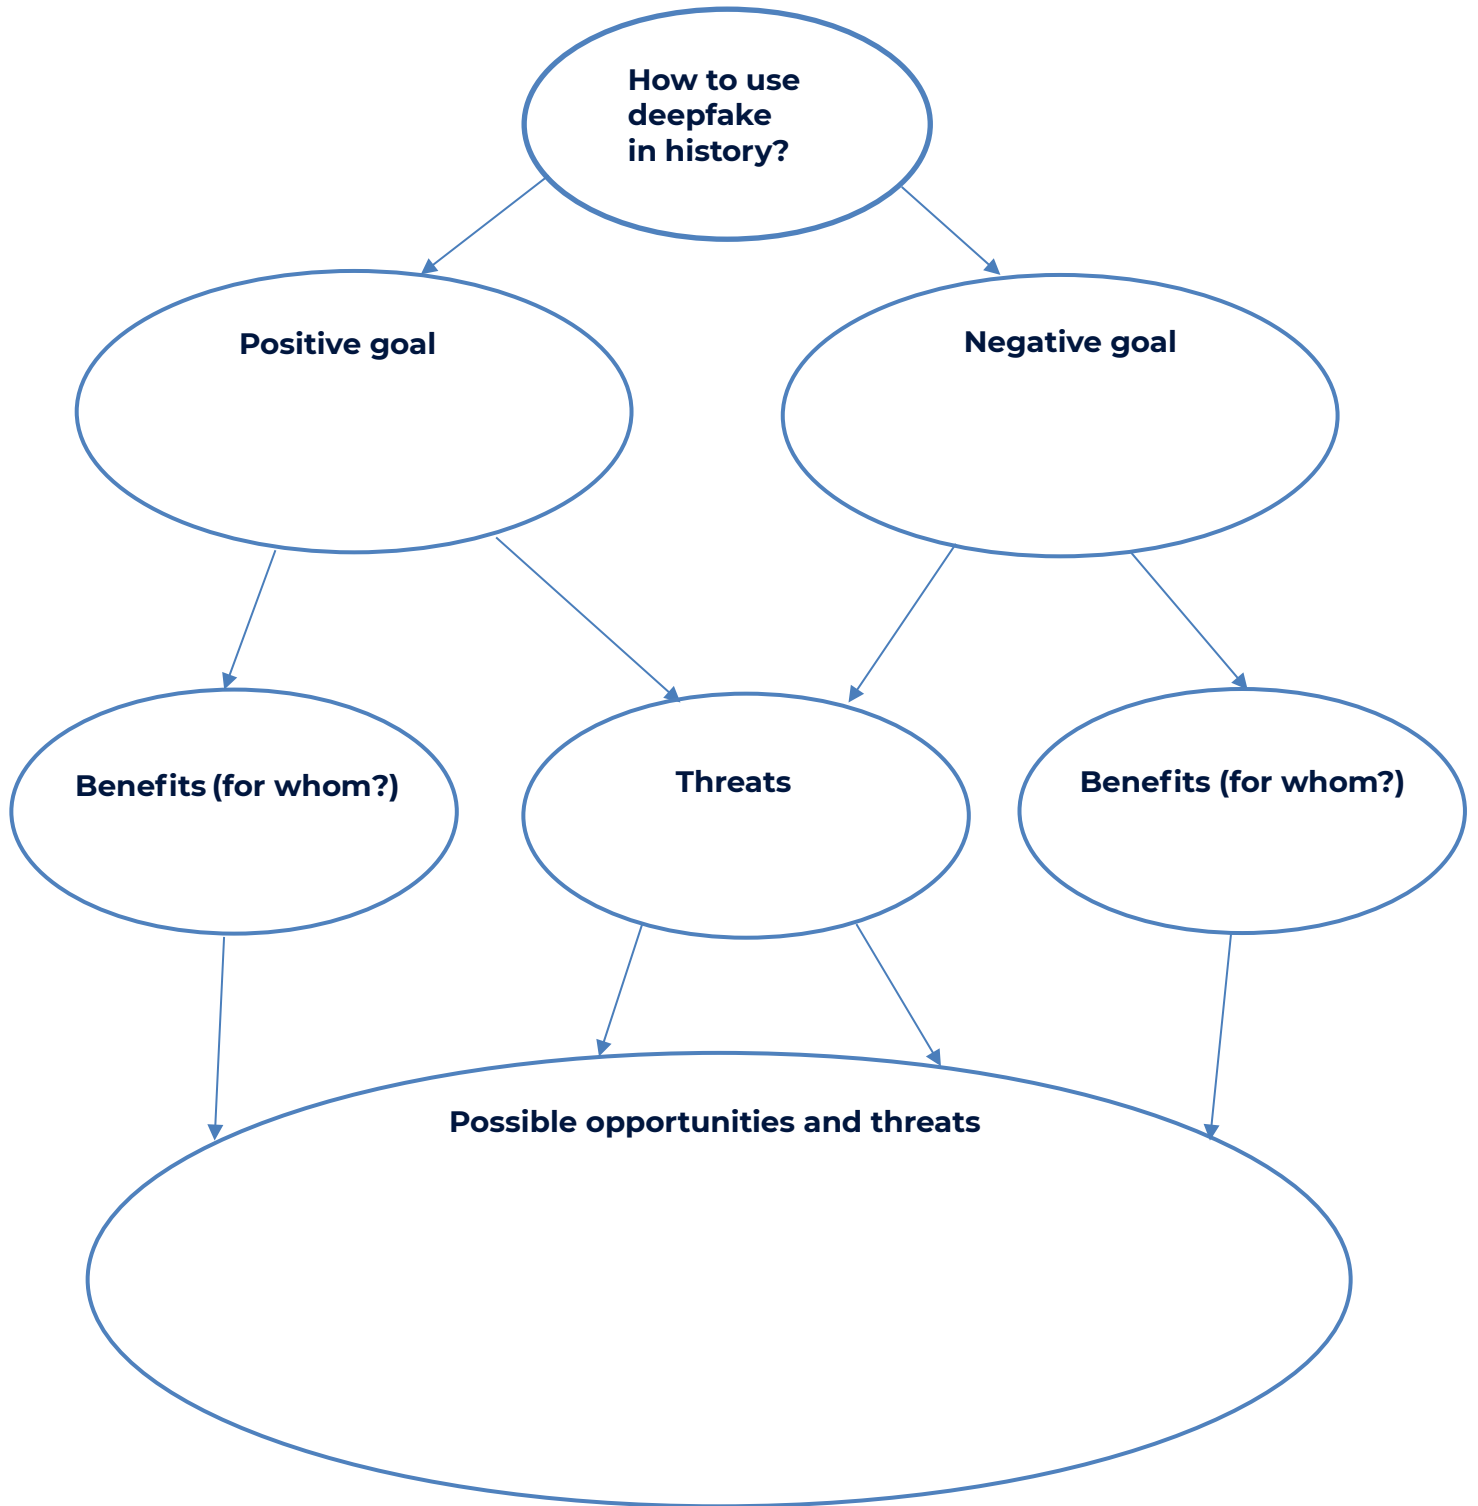 How to use
deepfake
in history?
Positive goal
Negative goal
Benefits (for whom?)
Threats
Benefits (for whom?)
Possible opportunities and threats